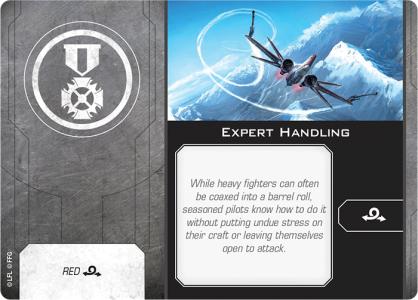 EXPERT HANDLING
While heavy fighters can often
be coaxed into a barrel roll,
seasoned pilots know how to do it
without putting undue stress on
their craft or leaving themselves
open to attack.
RED
©LFL ©FFG